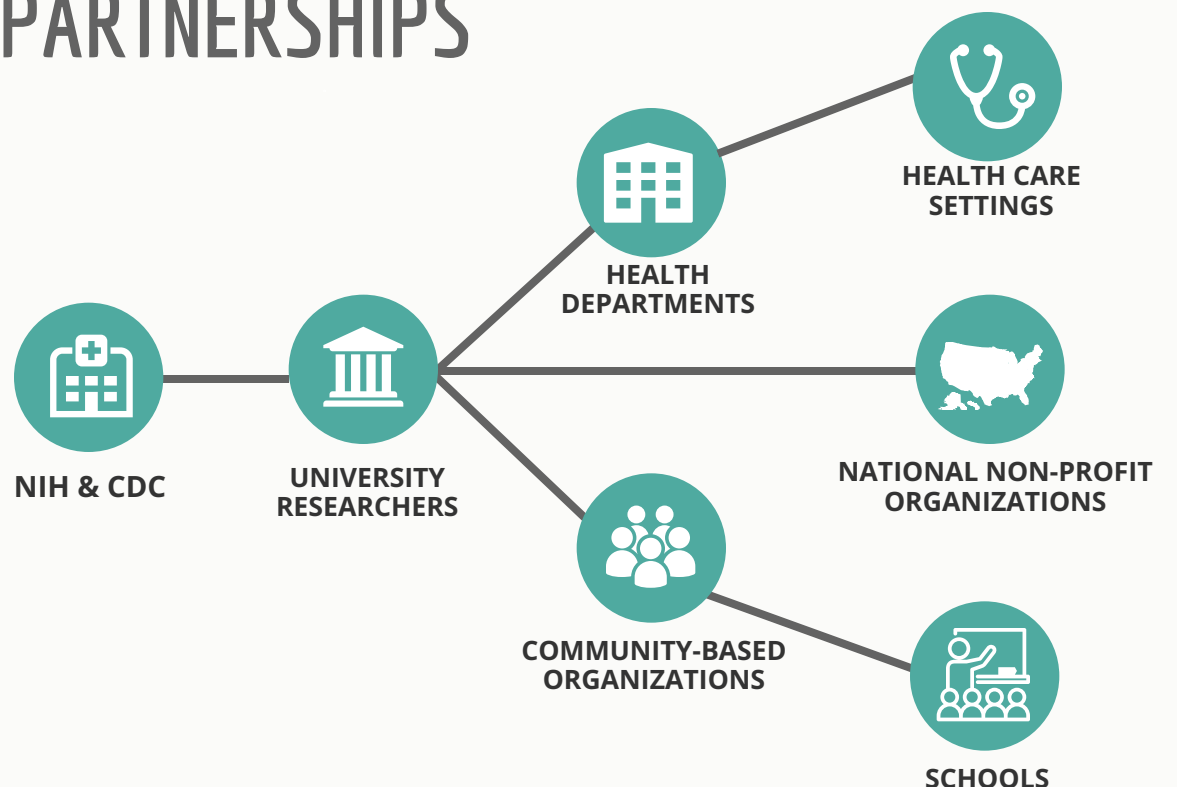 PARTNERSHIPS
HEALTH CARE
SETTINGS
HEALTH
DEPARTMENTS
NIH & CDC
UNIVERSITY
RESEARCHERS
NATIONAL NON-PROFIT
ORGANIZATIONS
COMMUNITY-BASED
ORGANIZATIONS
SCHOOLS